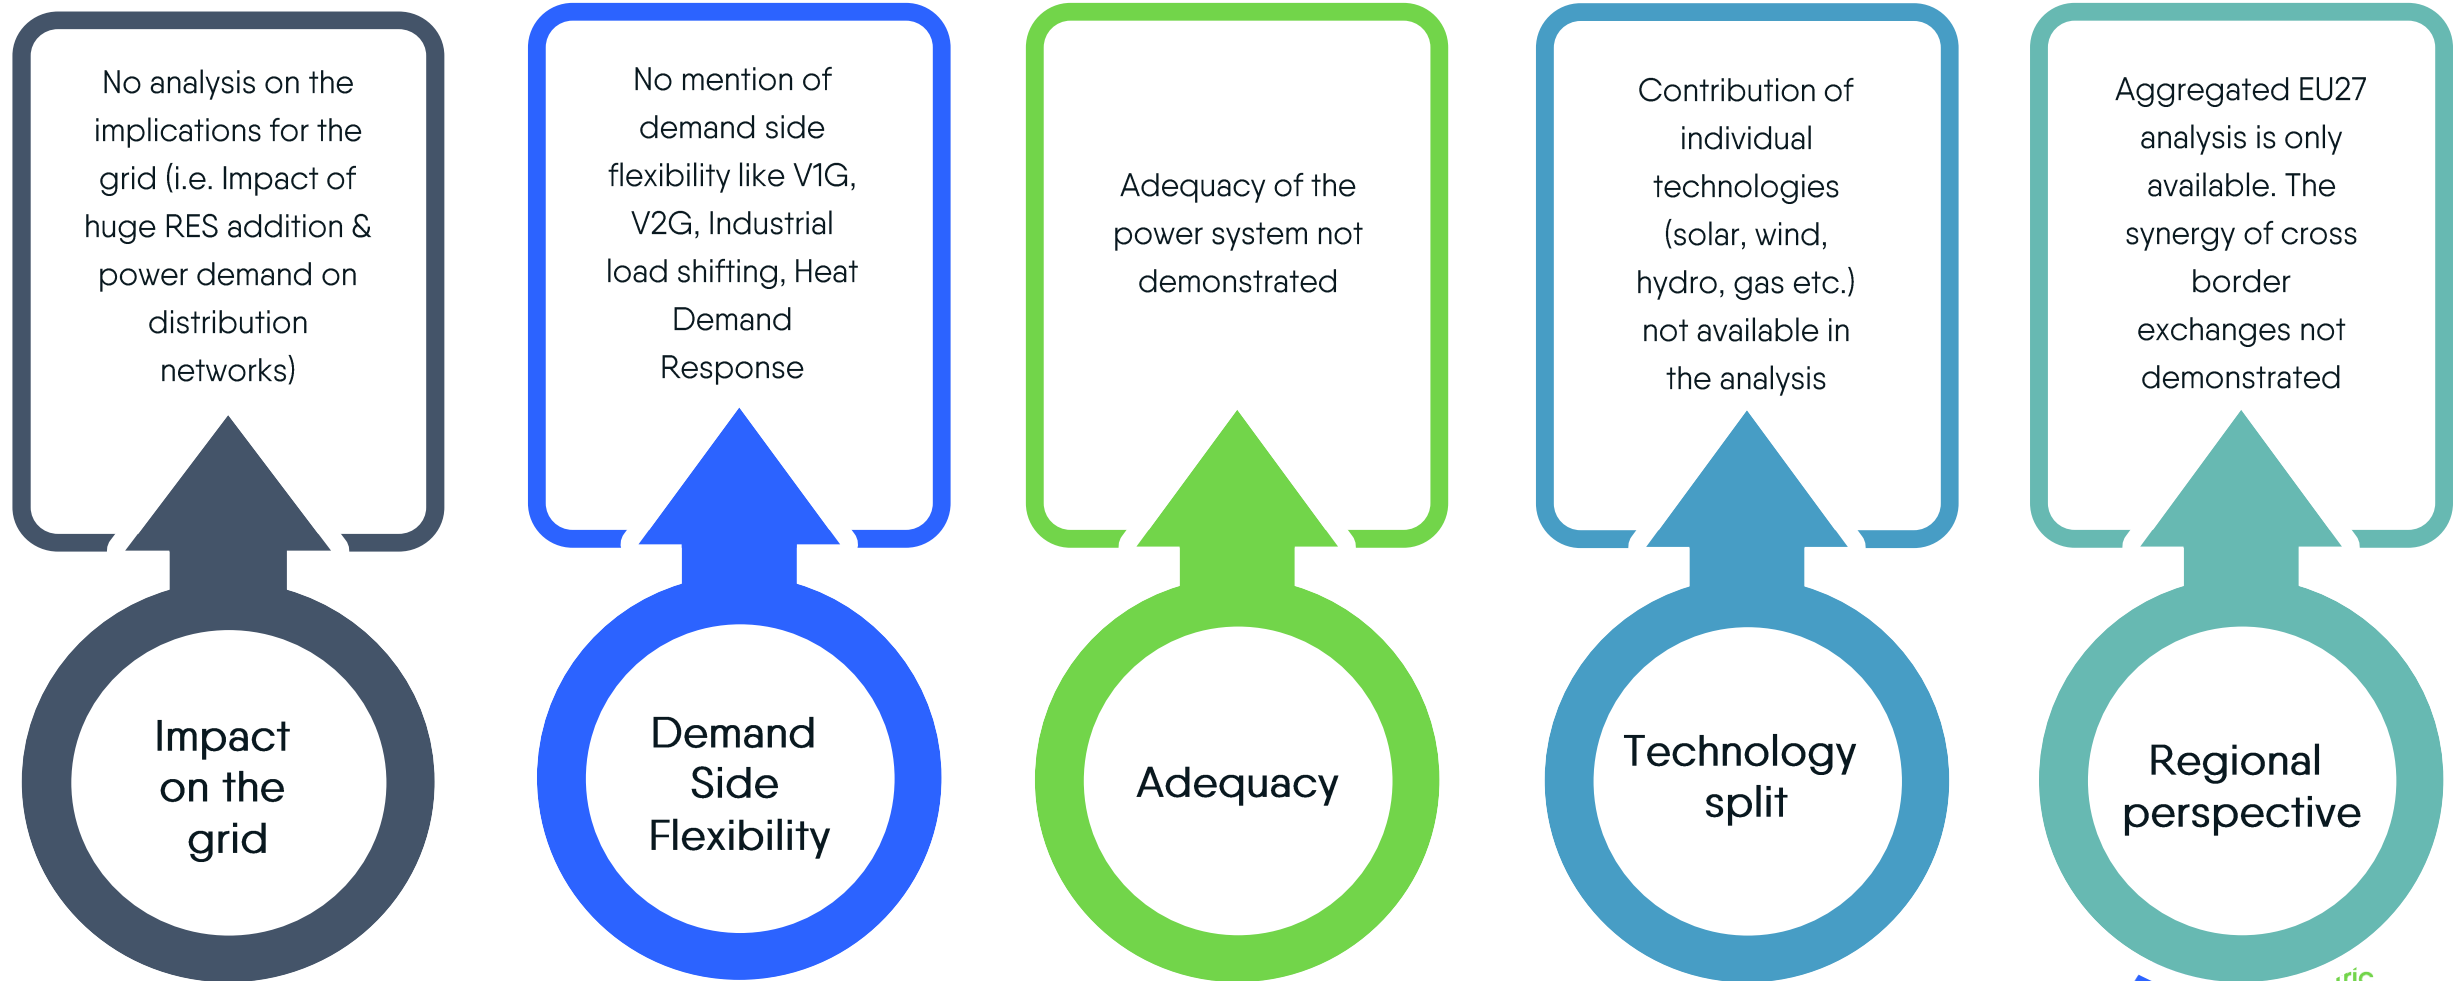 No analysis on the
implications for the
grid (i.e. Impact of
huge RES addition &
power demand on
distribution
networks)
Impact
on the
grid
No mention of
demand side
flexibility like V1G,
V2G, Industrial
load shifting, Heat
Demand
Response
Demand
Side
Flexibility
Adequacy of the
power system not
demonstrated
Adequacy
Contribution of
individual
technologies
(solar, wind,
hydro, gas etc.)
not available in
the analysis
Technology
split
Aggregated EU27
analysis is only
available. The
synergy of cross
border
exchanges not
demonstrated
Regional
perspective